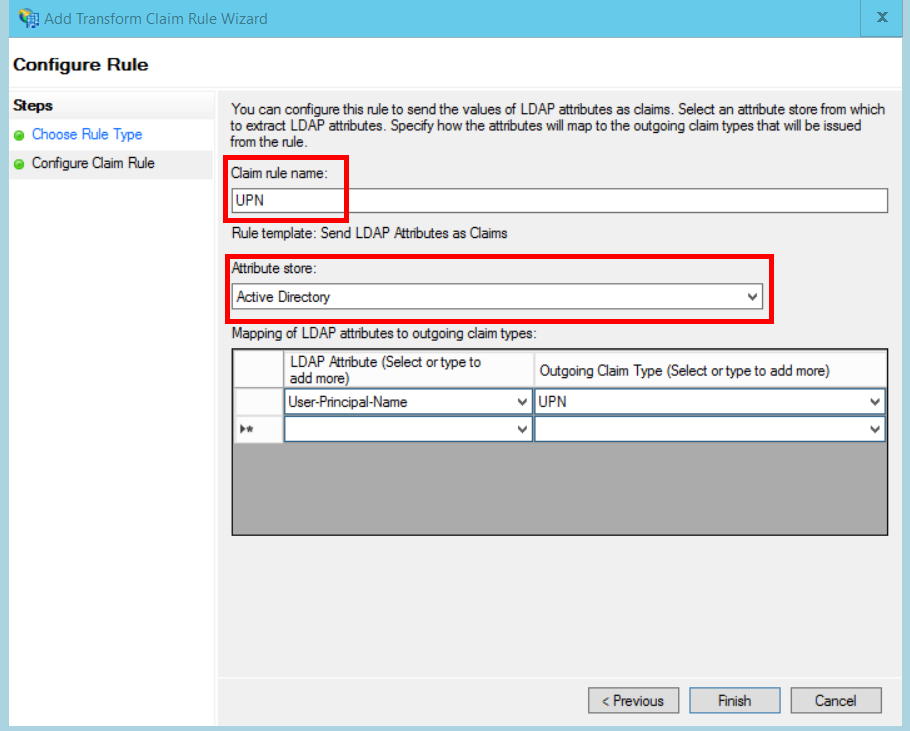 Add Transform Claim Rule Wizard
X
Configure Rule
Steps
Choose Rule Type
Configure Claim Rule
You can configure this rule to send the values of LDAP attributes as claims. Select an attribute store from which
to extract LDAP attributes. Specify how the attributes will map to the outgoing claim types that will be issued
from the rule.
Claim rule name:
UPN
Rule template: Send LDAP Attributes as Claims
Attribute store:
Active Directory
Mapping of LDAP attributes to outgoing claim types:
LDAP Attribute (Select or type to
add more)
Outgoing Claim Type (Select or type to add more)
User-Principal-Name
UPN
< Previous
Finish
Cancel